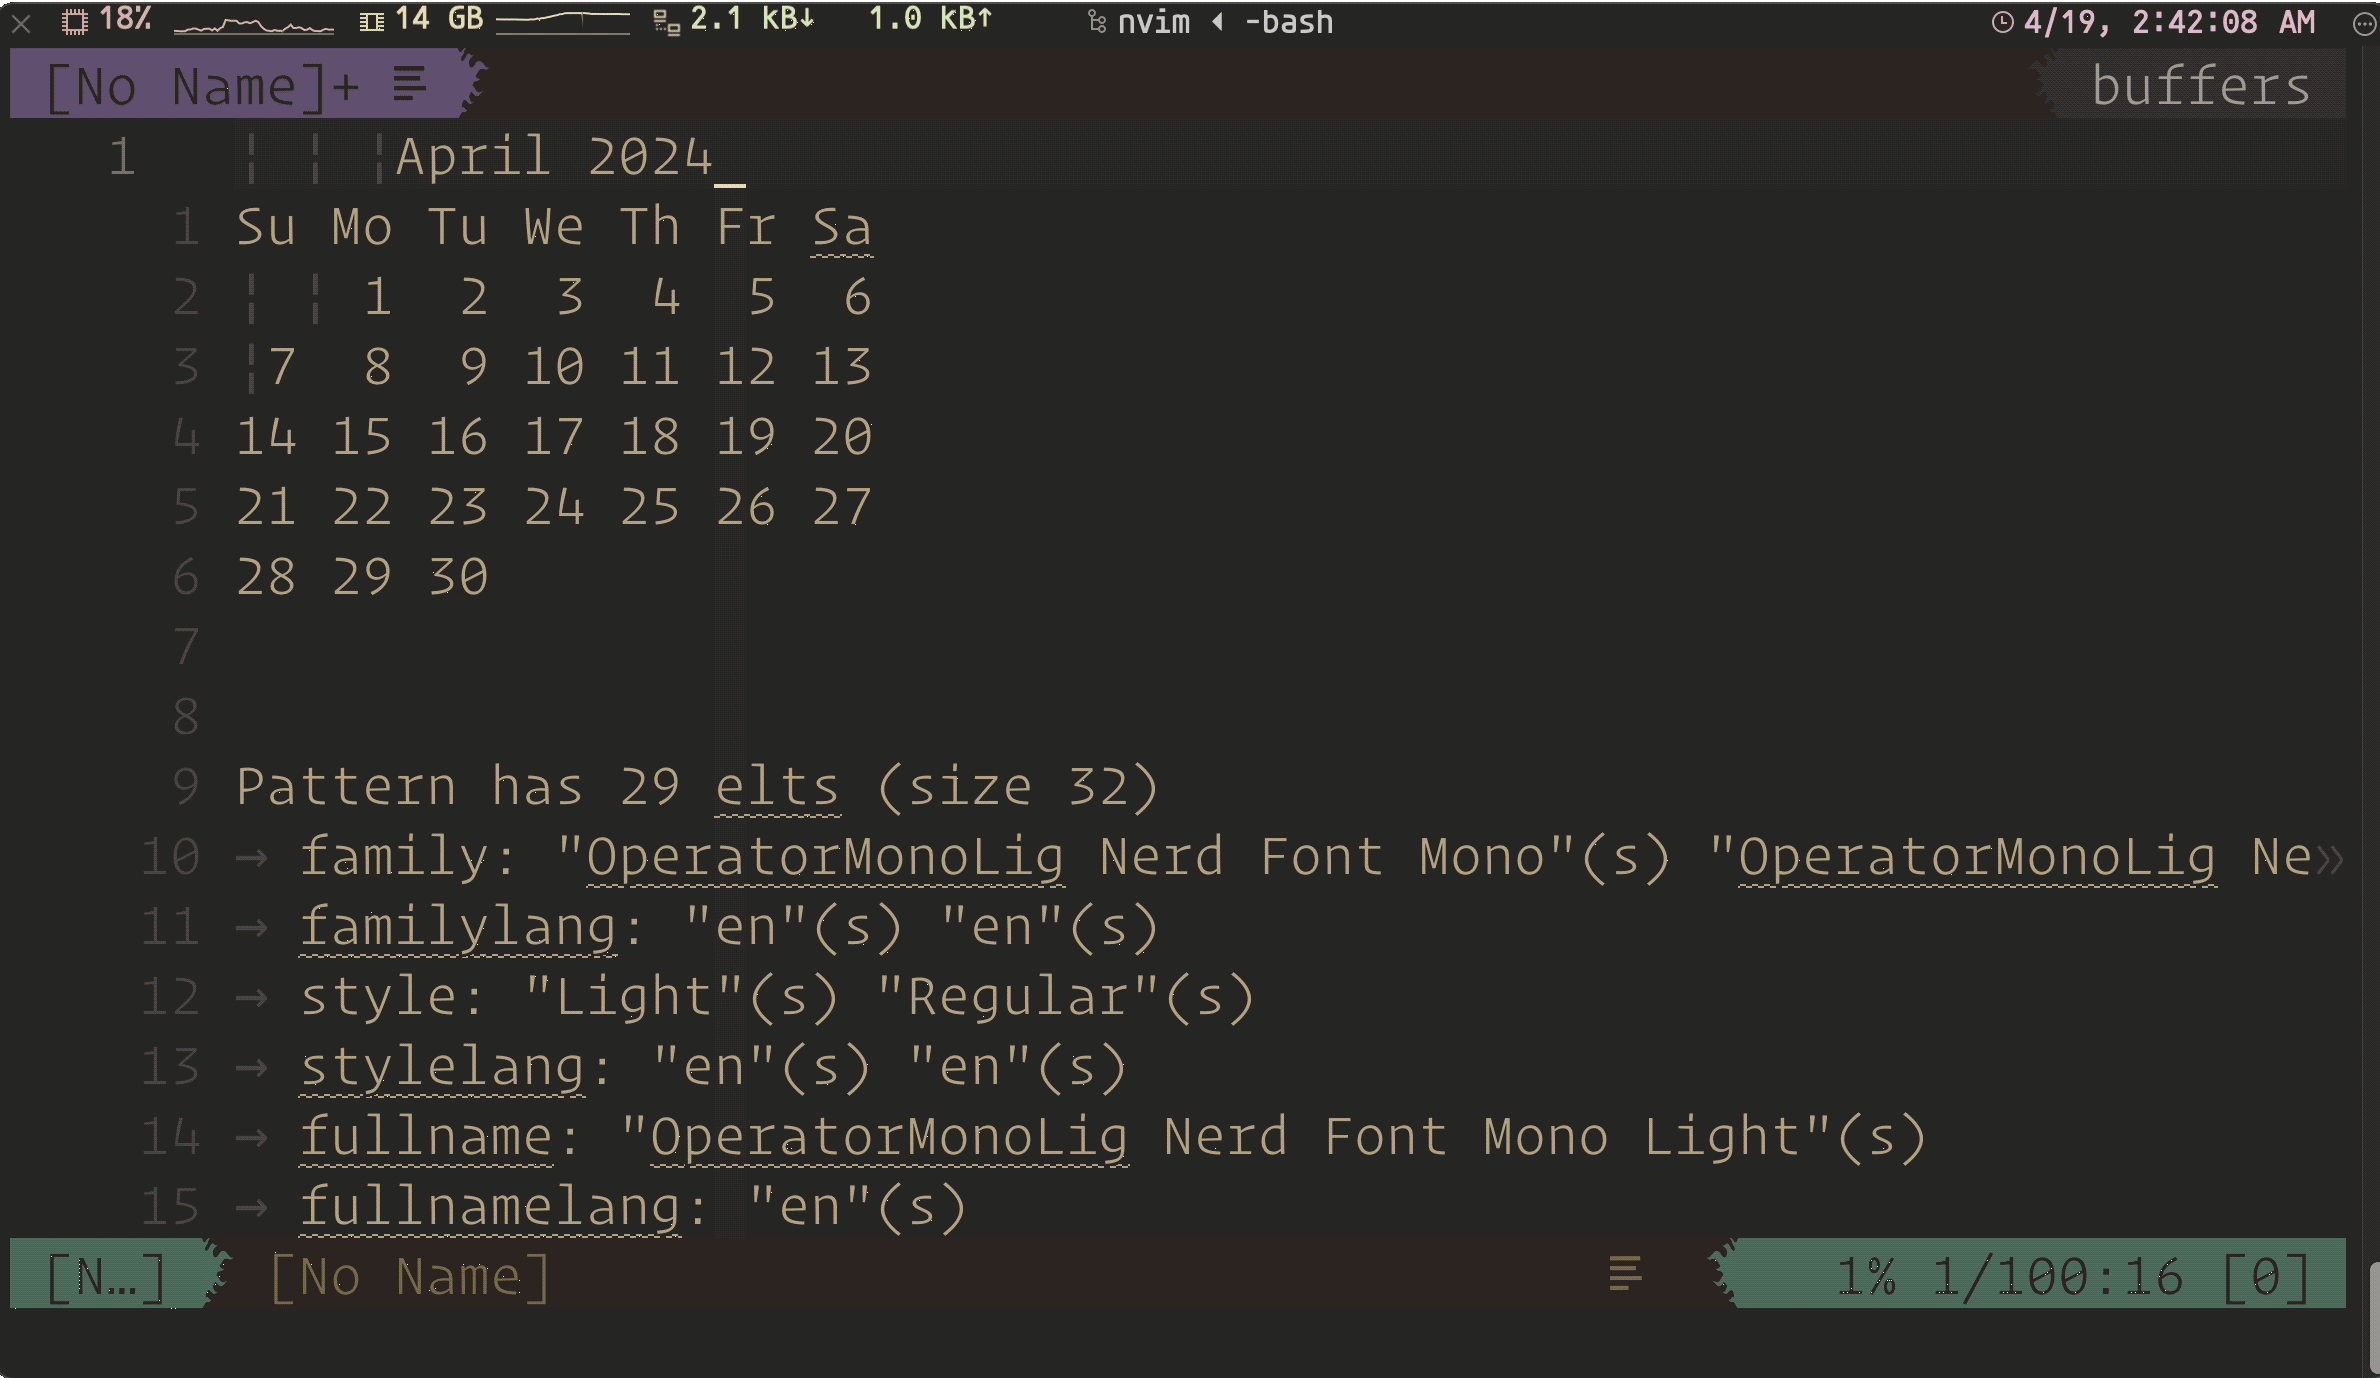 18% 14 GB 2.1 kB↓ 1.0 kB↑ nvim ◂ -bash 4/19, 2:42:08 AM
[No Name]+ buffers
1 April 2024
1 Su Mo Tu We Th Fr Sa
2 1 2 3 4 5 6
3 7 8 9 10 11 12 13
4 14 15 16 17 18 19 20
5 21 22 23 24 25 26 27
6 28 29 30
7
8
9 Pattern has 29 elts (size 32)
10 → family: "OperatorMonoLig Nerd Font Mono"(s) "OperatorMonoLig Ne»
11 → familylang: "en"(s) "en"(s)
12 → style: "Light"(s) "Regular"(s)
13 → stylelang: "en"(s) "en"(s)
14 → fullname: "OperatorMonoLig Nerd Font Mono Light"(s)
15 → fullnamelang: "en"(s)
[N…] [No Name] 1% 1/100:16 [0]